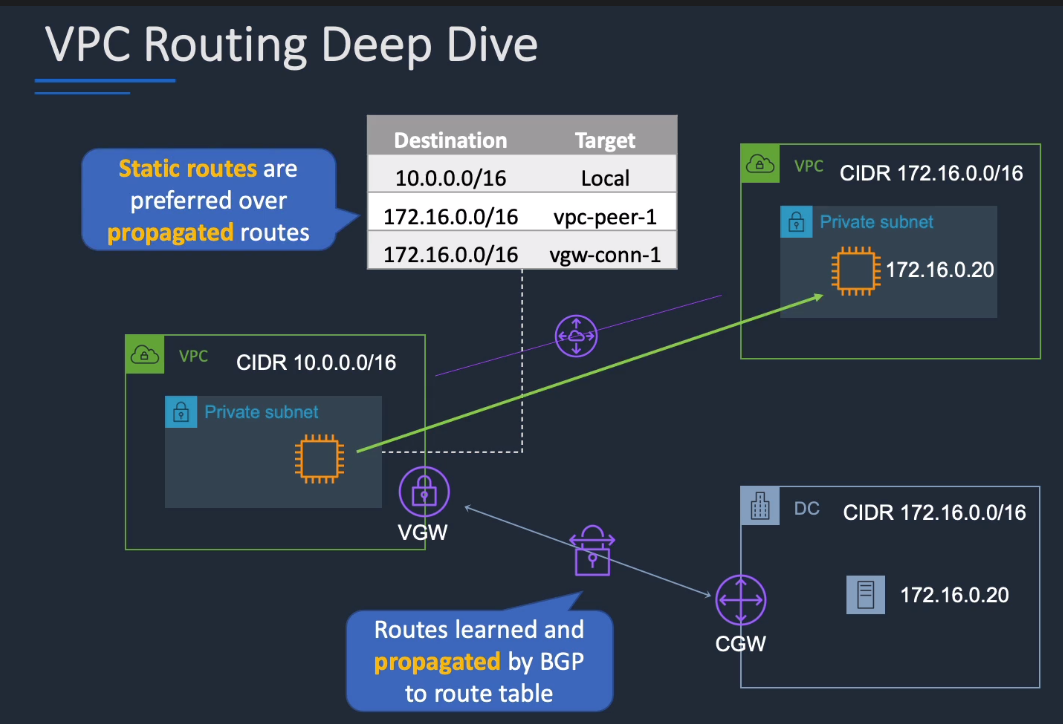 VPC Routing Deep Dive
Static routes are
preferred over
propagated routes
Destination Target
10.0.0.0/16 Local
172.16.0.0/16 vpc-peer-1
172.16.0.0/16 vgw-conn-1
VPC CIDR 172.16.0.0/16
Private subnet
172.16.0.20
VPC CIDR 10.0.0.0/16
Private subnet
VGW
DC CIDR 172.16.0.0/16
172.16.0.20
CGW
Routes learned and
propagated by BGP
to route table